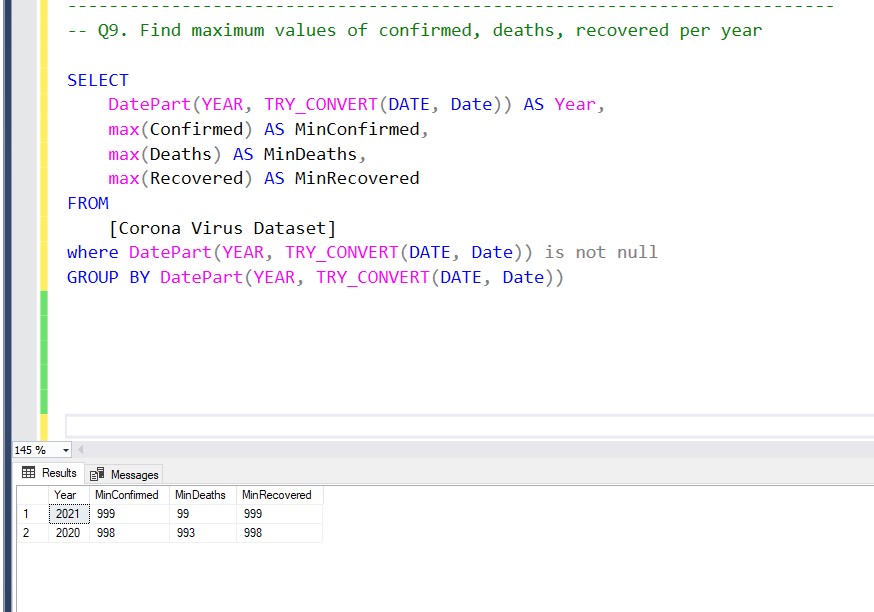 --------------------------------------------------------------------------
-- Q9. Find maximum values of confirmed, deaths, recovered per year
SELECT
DatePart(YEAR, TRY_CONVERT(DATE, Date)) AS Year,
max(Confirmed) AS MinConfirmed,
max(Deaths) AS MinDeaths,
max(Recovered) AS MinRecovered
FROM
[Corona Virus Dataset]
where DatePart(YEAR, TRY_CONVERT(DATE, Date)) is not null
GROUP BY DatePart(YEAR, TRY_CONVERT(DATE, Date))
145 %
Results Messages
Year MinConfirmed MinDeaths MinRecovered
1 2021 999 99 999
2 2020 998 993 998